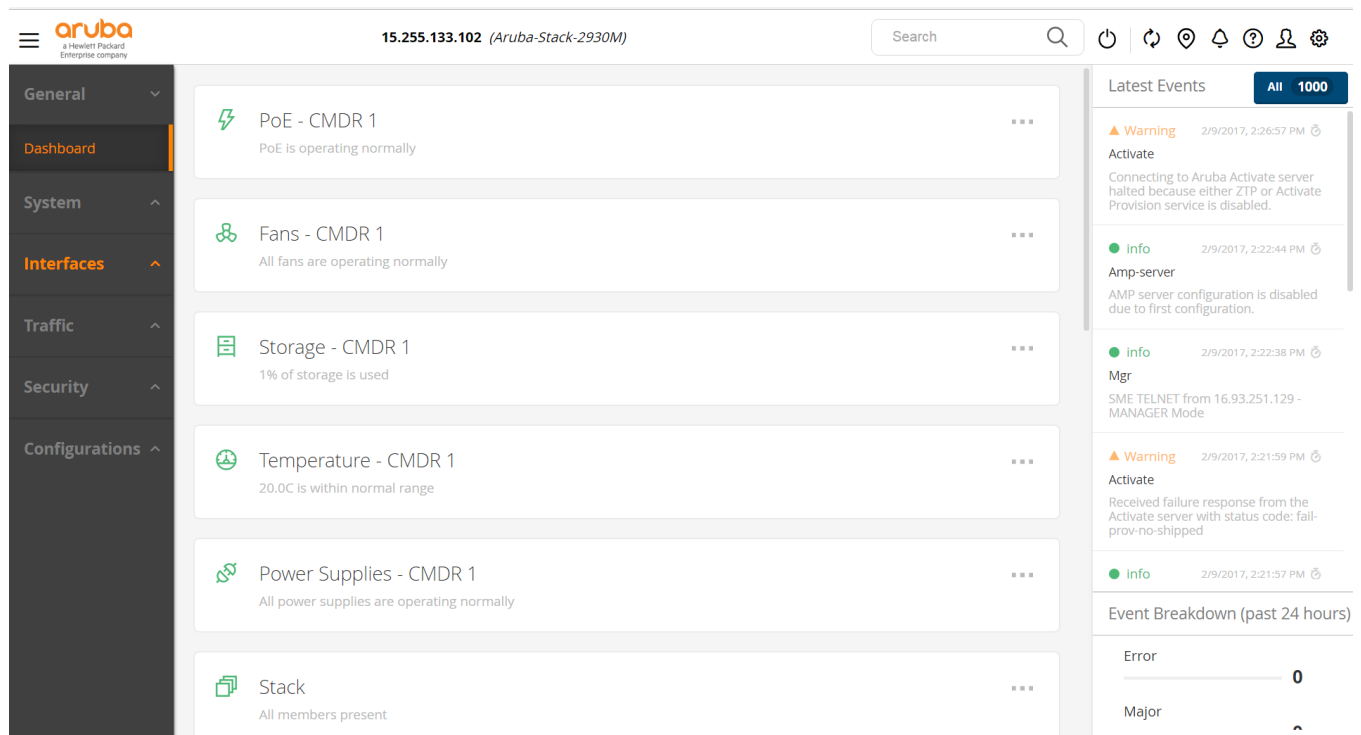 aruba
a Hewlett Packard
Enterprise company
15.255.133.102 (Aruba-Stack-2930M)
Search
General
Dashboard
System
Interfaces
Traffic
Security
Configurations
PoE - CMDR 1
PoE is operating normally
Fans - CMDR 1
All fans are operating normally
Storage - CMDR 1
1% of storage is used
Temperature - CMDR 1
20.0C is within normal range
Power Supplies - CMDR 1
All power supplies are operating normally
Stack
All members present
Latest Events
All 1000
Warning 2/9/2017, 2:26:57 PM
Activate
Connecting to Aruba Activate server
halted because either ZTP or Activate
Provision service is disabled.
info 2/9/2017, 2:22:44 PM
Amp-server
AMP server configuration is disabled
due to first configuration.
info 2/9/2017, 2:22:38 PM
Mgr
SME TELNET from 16.93.251.129 -
MANAGER Mode
Warning 2/9/2017, 2:21:59 PM
Activate
Received failure response from the
Activate server with status code: fail-
prov-no-shipped
info 2/9/2017, 2:21:57 PM
Event Breakdown (past 24 hours)
Error
0
Major